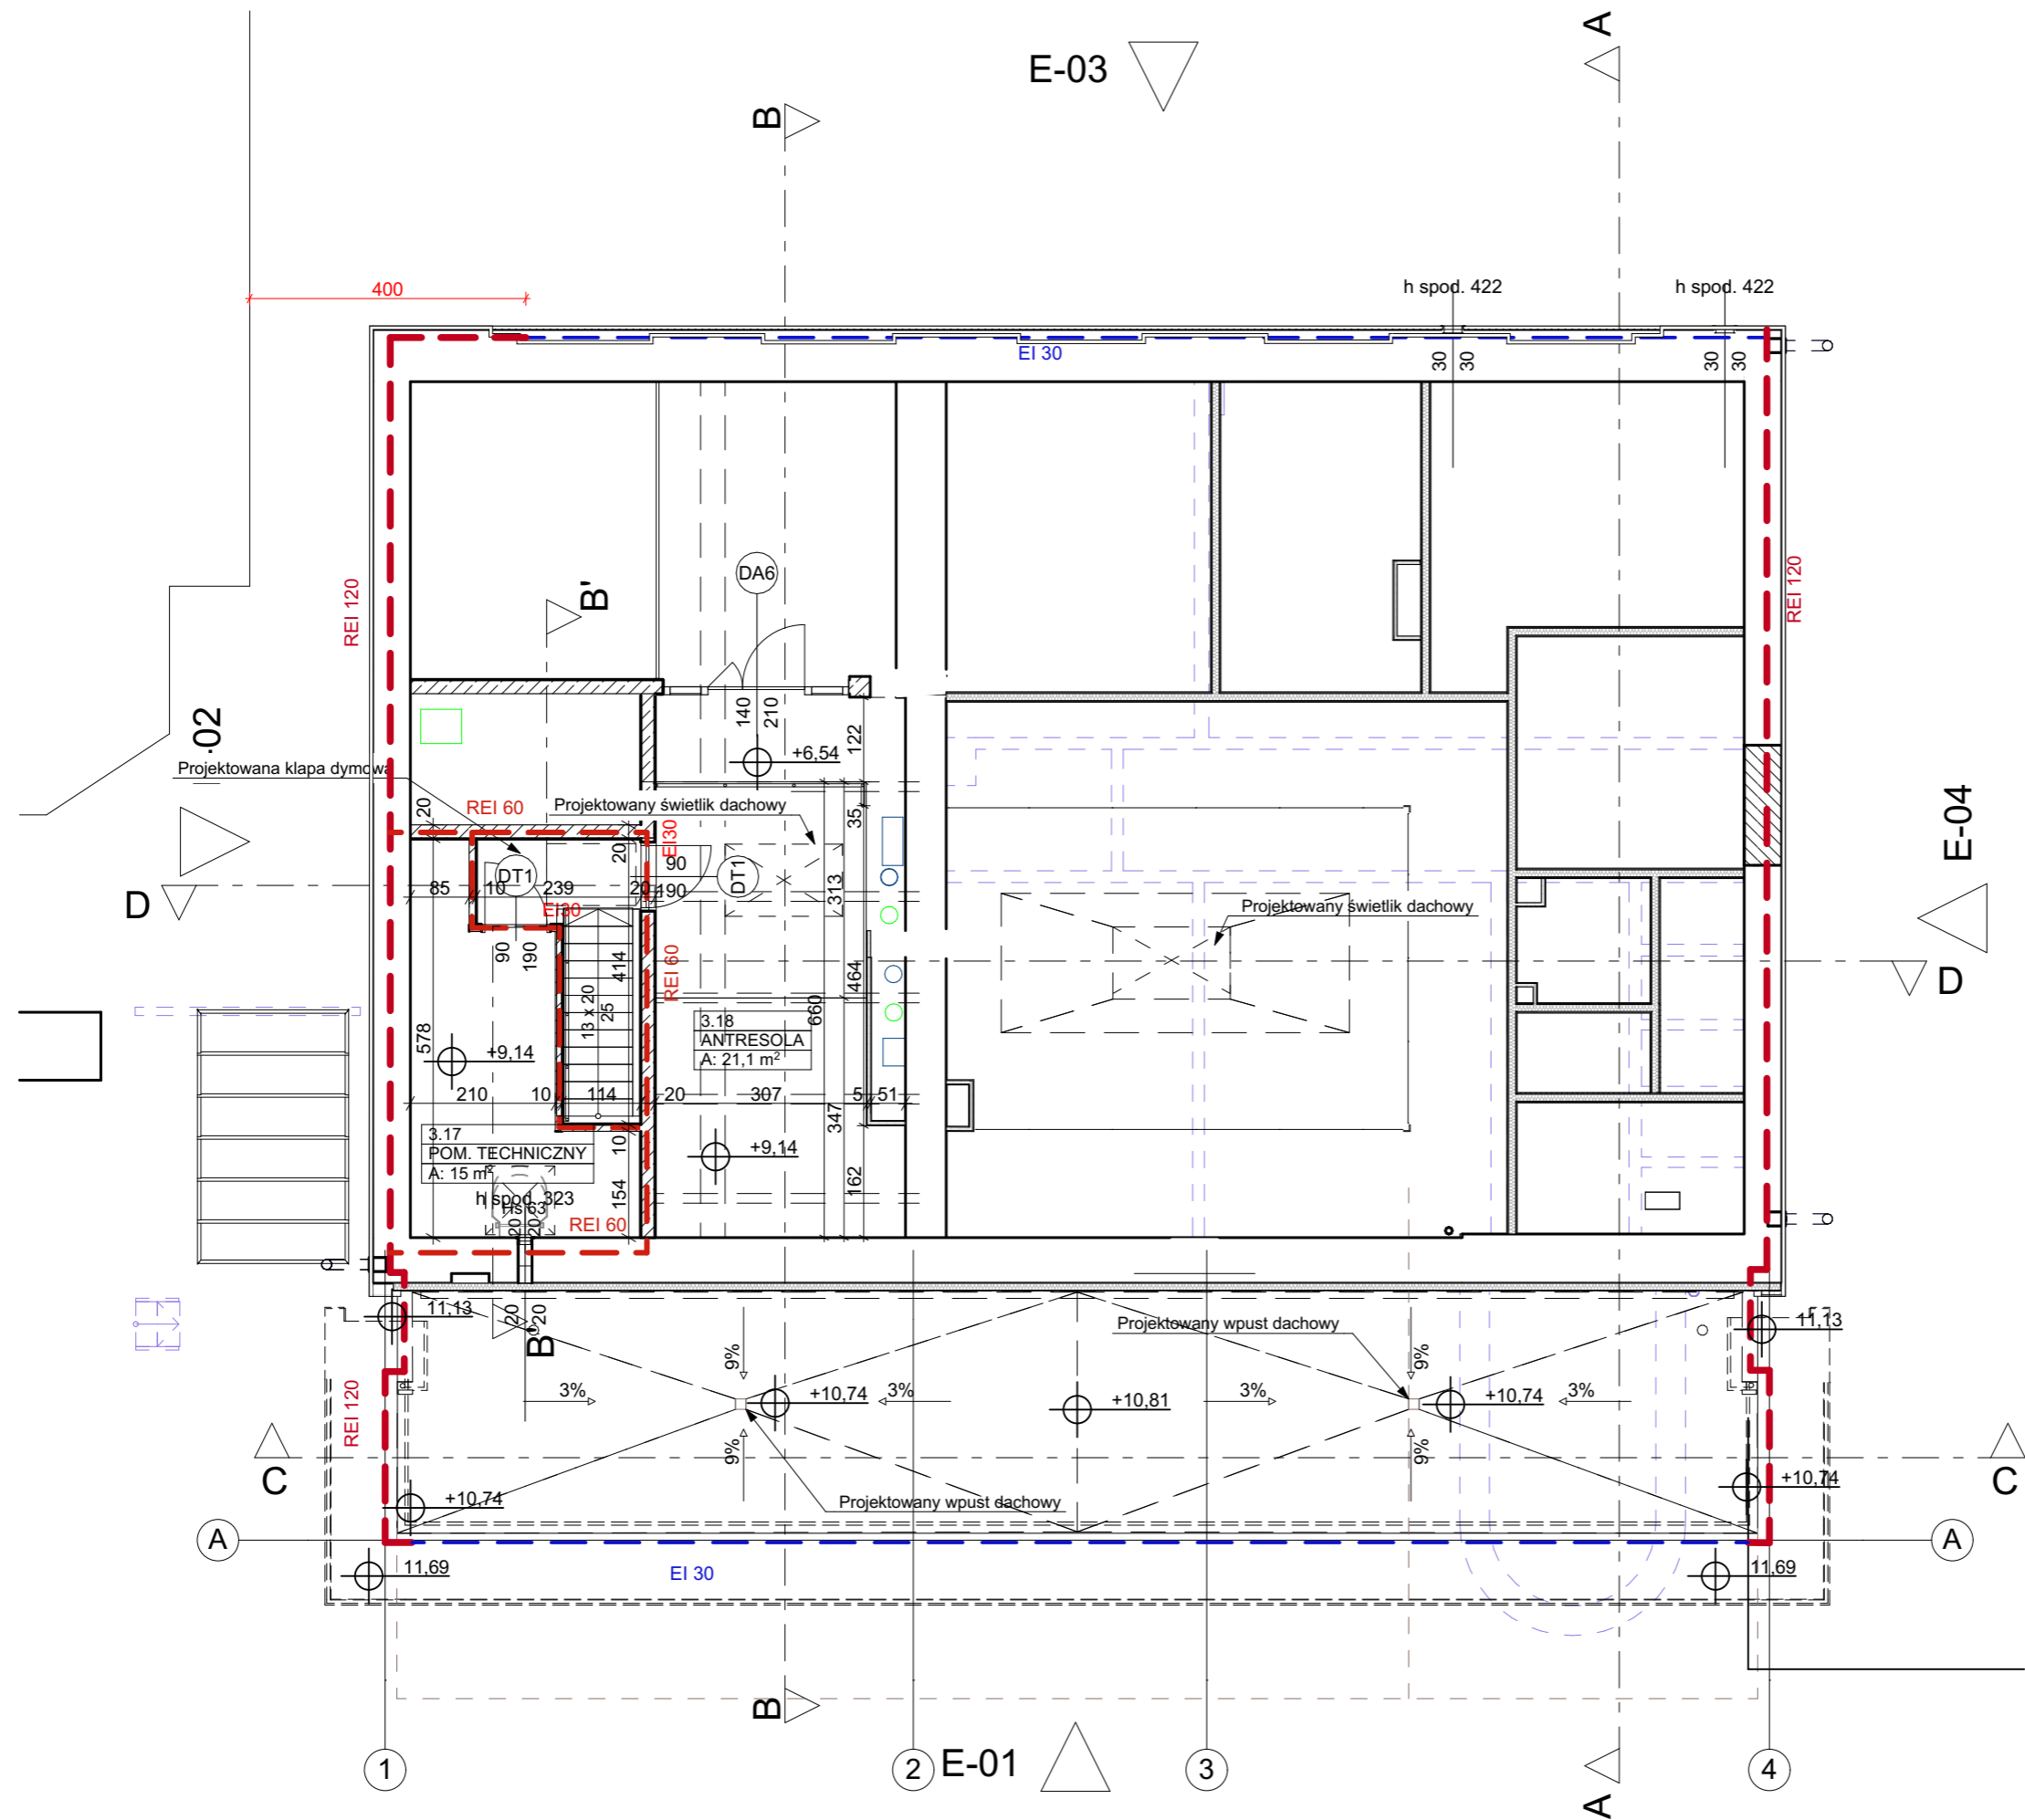 A
E-03
B
400
h spod. 422
h spod. 422
EI 30
30
30
30
30
DA6
REI 120
REI 120
B'
140
210
122
+6,54
-02
Projektowana klapa dymowa
20
REI 60
Projektowany świetlik dachowy
35
EI30
20
90
190
DT1
DT1
313
E-04
85
10
239
20
EI30
D
Projektowany świetlik dachowy
90
190
414
REI 60
464
D
13 x 20
25
660
3.18
ANTRESOLA
A: 21,1 m²
578
+9,14
210
10
114
20
307
5
51
347
3.17
POM. TECHNICZNY
A: 15 m²
10
+9,14
h spod. 323
Hs 63
154
162
20
20
REI 60
11,13
20
20
B'
Projektowany wpust dachowy
11,13
9%
9%
3%
+10,74
3%
+10,81
3%
+10,74
3%
REI 120
9%
9%
C
C
+10,74
Projektowany wpust dachowy
+10,74
A
A
11,69
EI 30
11,69
B
1
2
E-01
3
4
A